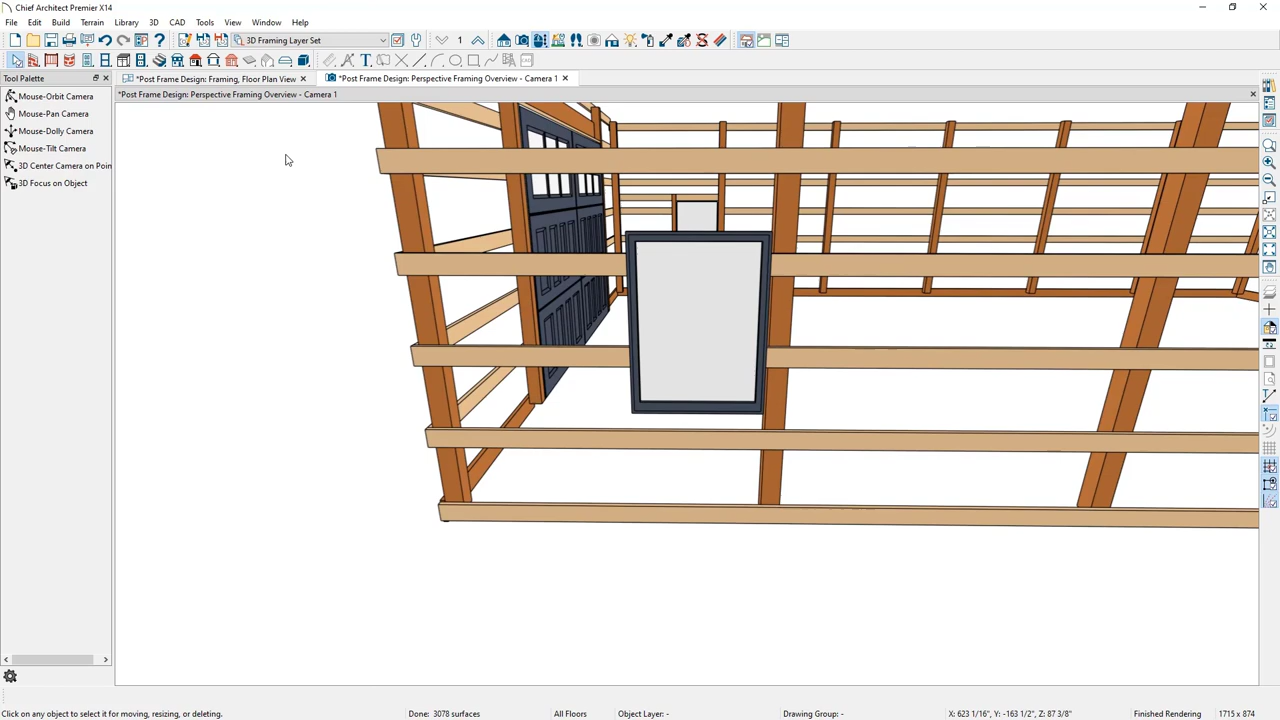 Chief Architect Premier X14
File Edit Build Terrain Library 3D CAD Tools View Window Help
3D Framing Layer Set
1
Tool Palette
*Post Frame Design: Framing, Floor Plan View
*Post Frame Design: Perspective Framing Overview - Camera 1
*Post Frame Design: Perspective Framing Overview - Camera 1
Mouse-Orbit Camera
Mouse-Pan Camera
Mouse-Dolly Camera
Mouse-Tilt Camera
3D Center Camera on Poin
3D Focus on Object
Click on any object to select it for moving, resizing, or deleting.
Done: 3078 surfaces
All Floors
Object Layer: -
Drawing Group: -
X: 623 1/16", Y: -163 1/2", Z: 87 3/8"
Finished Rendering
1715 x 874